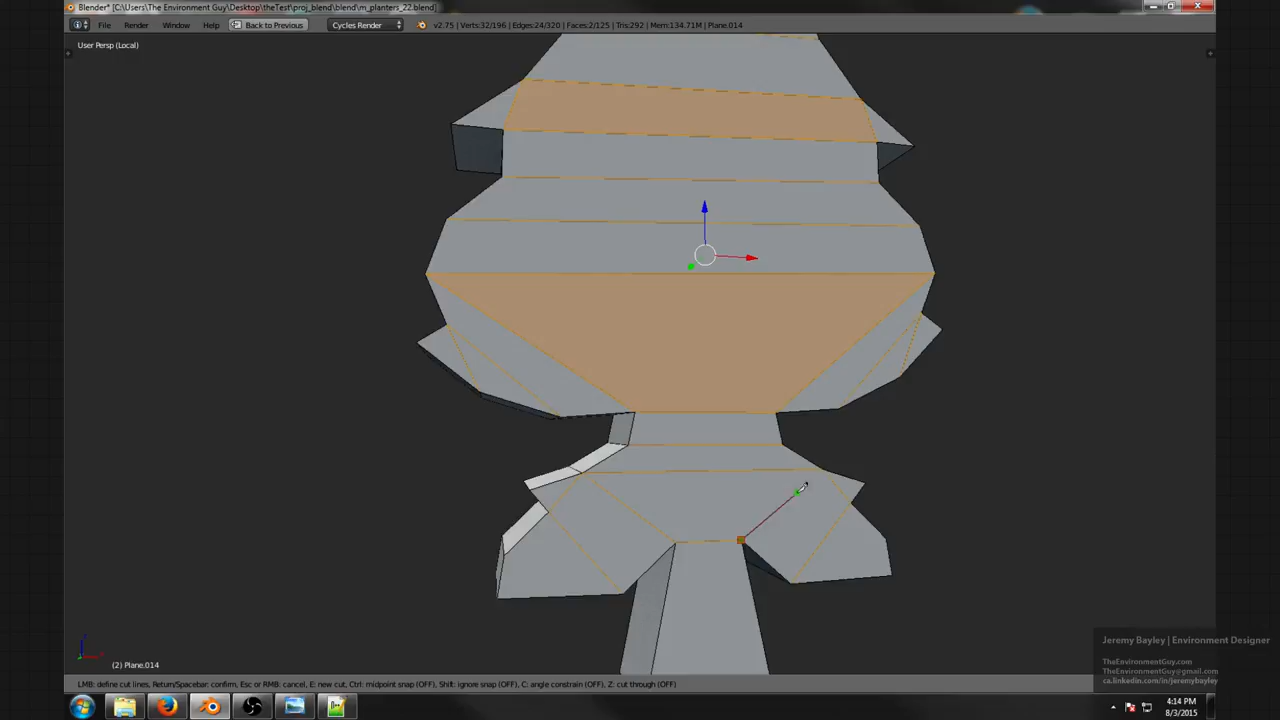 Blender* [C:\Users\The Environment Guy\Desktop\theTest\proj_blend\blend\m_planters_22.blend]
File Render Window Help Back to Previous Cycles Render v2.75 | Verts:32/196 | Edges:24/320 | Faces:2/125 | Tris:292 | Mem:134.71M | Plane.014
User Persp (Local)
Jeremy Bayley | Environment Designer
TheEnvironmentGuy.com
TheEnvironmentGuy@gmail.com
ca.linkedin.com/in/jeremybayley
(2) Plane.014
LMB: define cut lines, Return/Spacebar: confirm, Esc or RMB: cancel, E: new cut, Ctrl: midpoint snap (OFF), Shift: ignore snap (OFF), C: angle constrain (OFF), Z: cut through (OFF)
4:14 PM
8/3/2015